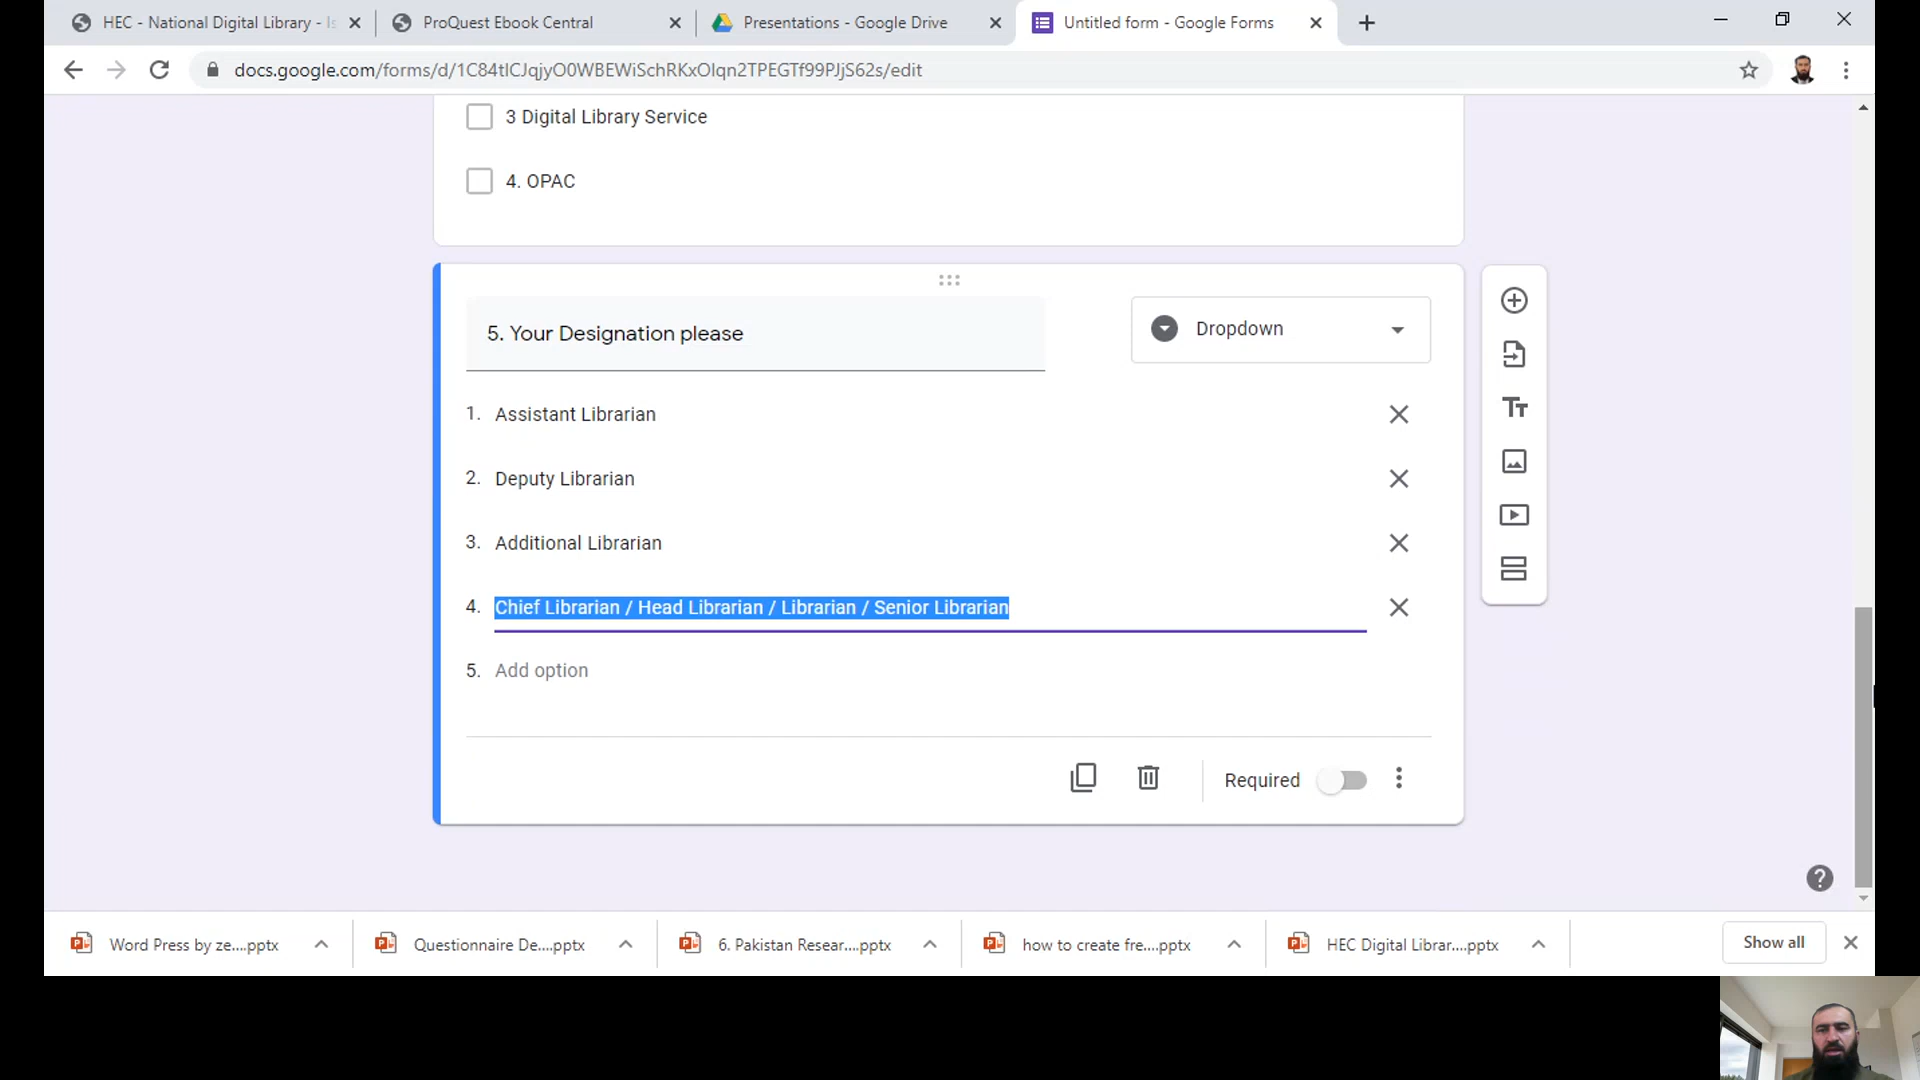 HEC - National Digital Library - Is
ProQuest Ebook Central
Presentations - Google Drive
Untitled form - Google Forms
docs.google.com/forms/d/1C84tICJqjyO0WBEWiSchRKxOIqn2TPEGTf99PJjS62s/edit
3 Digital Library Service
4. OPAC
5. Your Designation please
Dropdown
1. Assistant Librarian
2. Deputy Librarian
3. Additional Librarian
4. Chief Librarian / Head Librarian / Librarian / Senior Librarian
5. Add option
Required
Word Press by ze....pptx
Questionnaire De....pptx
6. Pakistan Resear....pptx
how to create fre....pptx
HEC Digital Librar....pptx
Show all